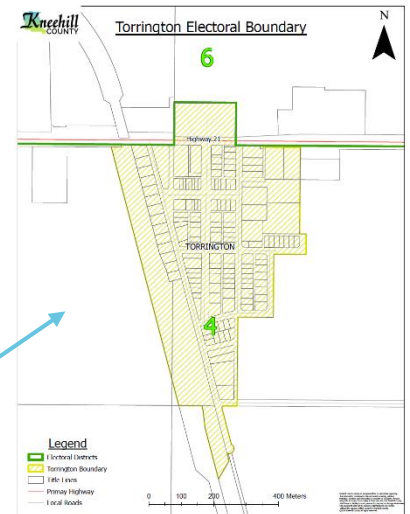 Kneehill
COUNTY
Torrington Electoral Boundary
N
6
Highway 21
TORRINGTON
4
Legend
Electoral Districts
Torrington Boundary
Title Lines
Primay Highway
Local Roads
0 100 200 400 Meters